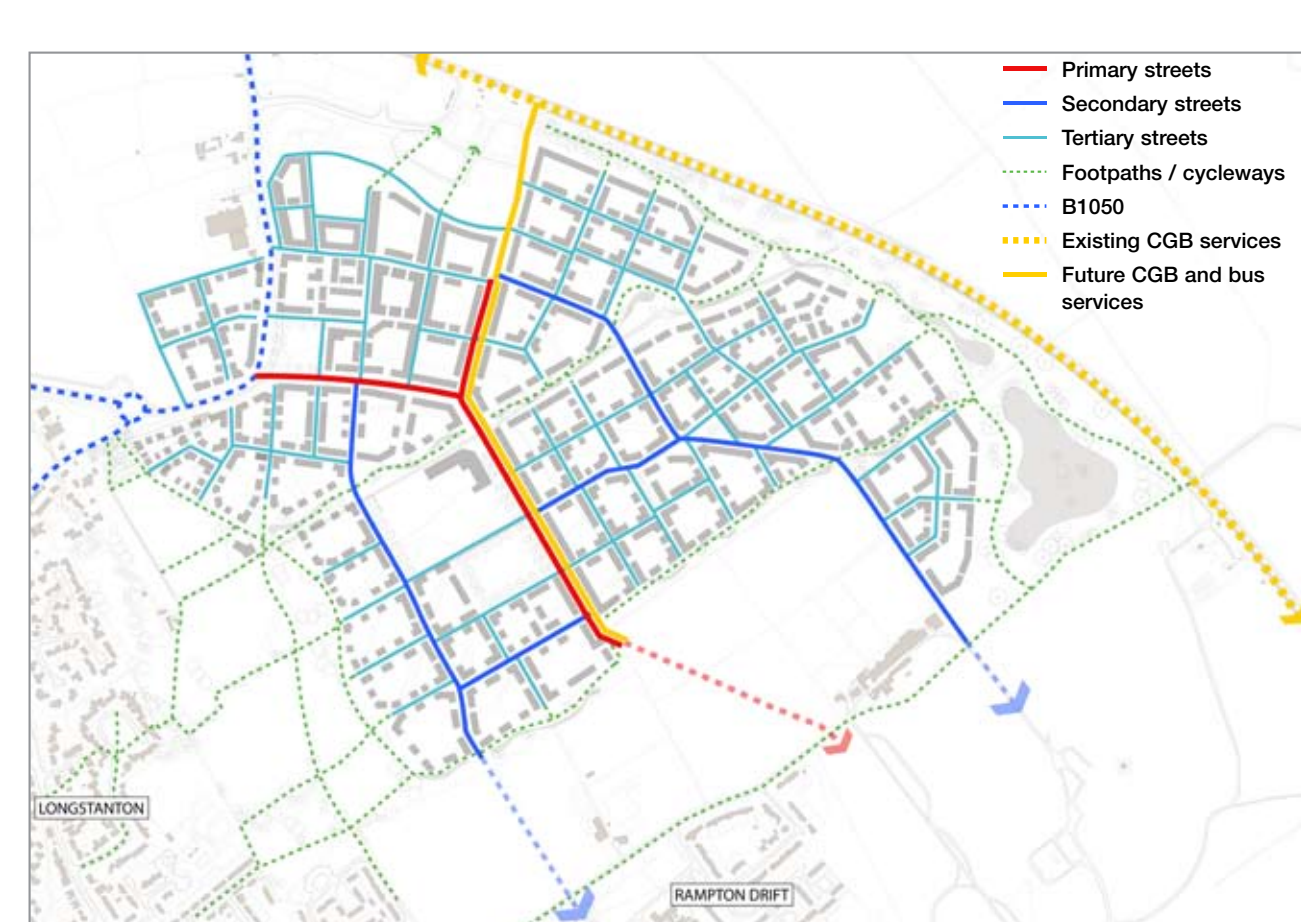 Primary streets
Secondary streets
Tertiary streets
Footpaths / cycleways
B1050
Existing CGB services
Future CGB and bus
services
LONGSTANTON
RAMPTON DRIFT